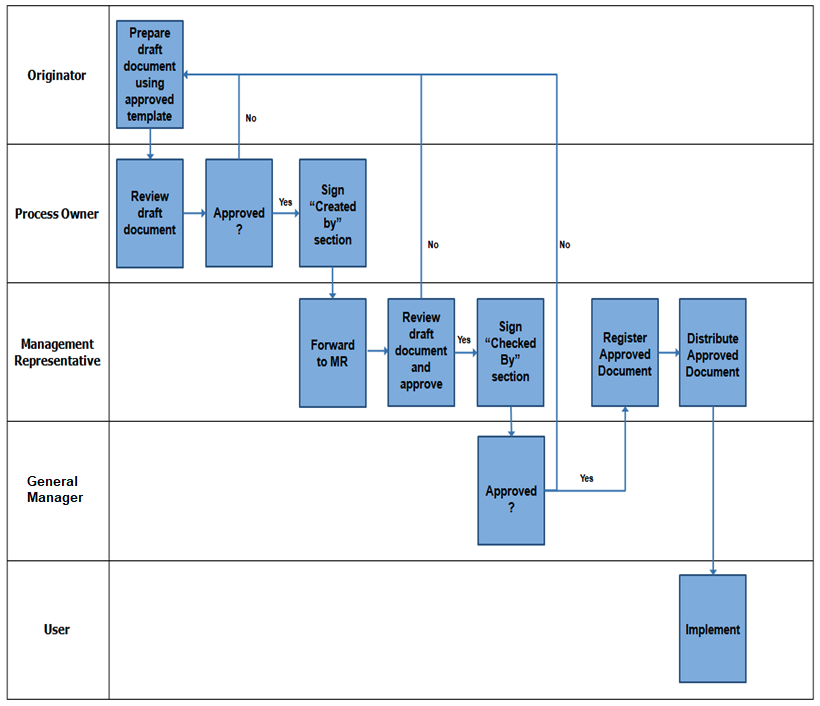 Originator
Prepare
draft
document
using
approved
template
No
Process Owner
Review
draft
document
Approved
?
Yes
Sign
“Created
by”
section
No
No
Management
Representative
Forward
to MR
Review
draft
document
and
approve
Yes
Sign
“Checked
By”
section
Register
Approved
Document
Distribute
Approved
Document
General
Manager
Approved
?
Yes
User
Implement